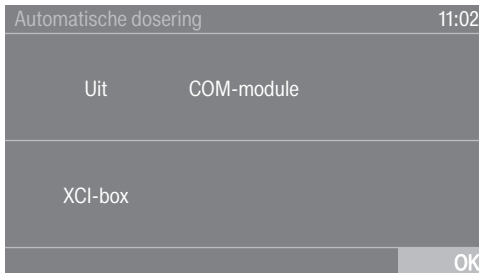 Automatische dosering 11:02
Uit COM-module
XCI-box
OK